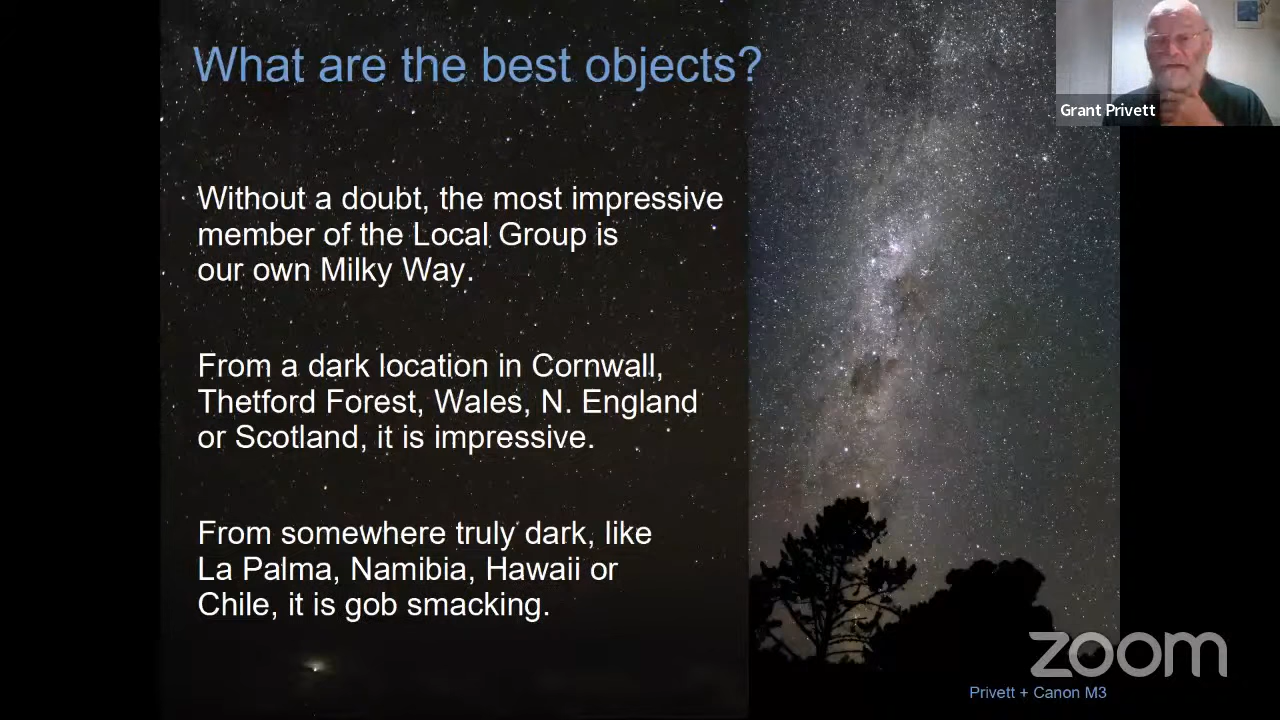 What are the best objects?
Grant Privett
Without a doubt, the most impressive
member of the Local Group is
our own Milky Way.
From a dark location in Cornwall,
Thetford Forest, Wales, N. England
or Scotland, it is impressive.
From somewhere truly dark, like
La Palma, Namibia, Hawaii or
Chile, it is gob smacking.
zoom
Privett + Canon M3